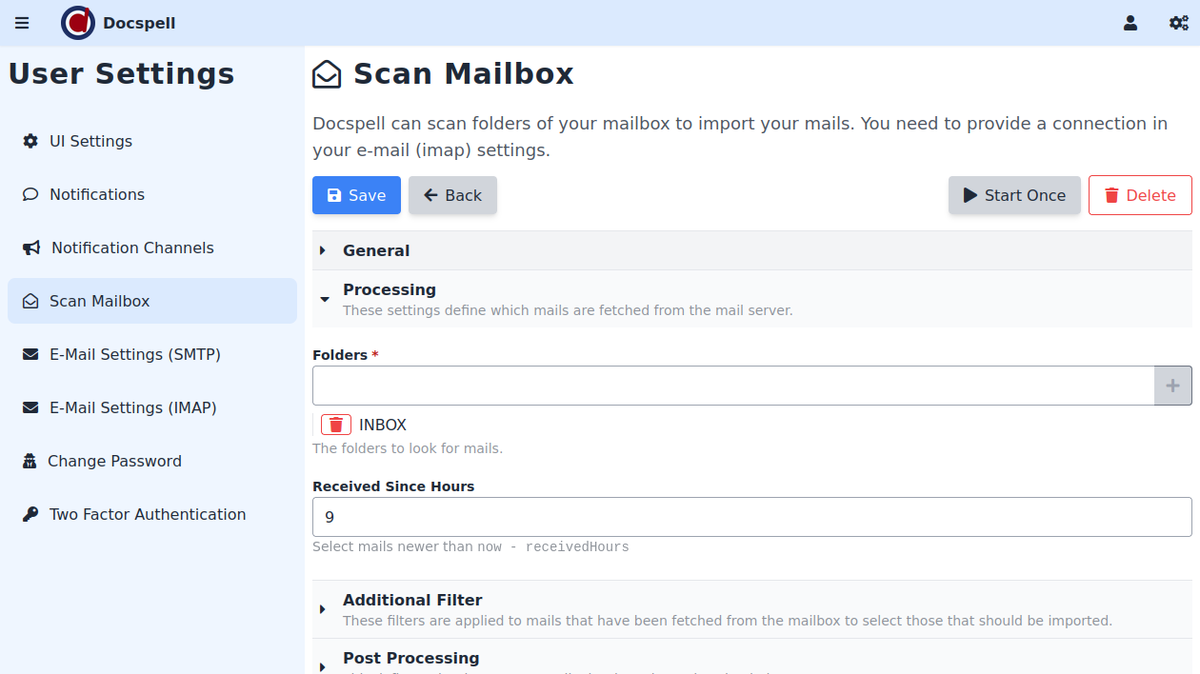 Docspell
User Settings
UI Settings
Notifications
Notification Channels
Scan Mailbox
E-Mail Settings (SMTP)
E-Mail Settings (IMAP)
Change Password
Two Factor Authentication
Scan Mailbox
Docspell can scan folders of your mailbox to import your mails. You need to provide a connection in
your e-mail (imap) settings.
Save
Back
Start Once
Delete
General
Processing
These settings define which mails are fetched from the mail server.
Folders *
INBOX
The folders to look for mails.
Received Since Hours
9
Select mails newer than now - receivedHours
Additional Filter
These filters are applied to mails that have been fetched from the mailbox to select those that should be imported.
Post Processing